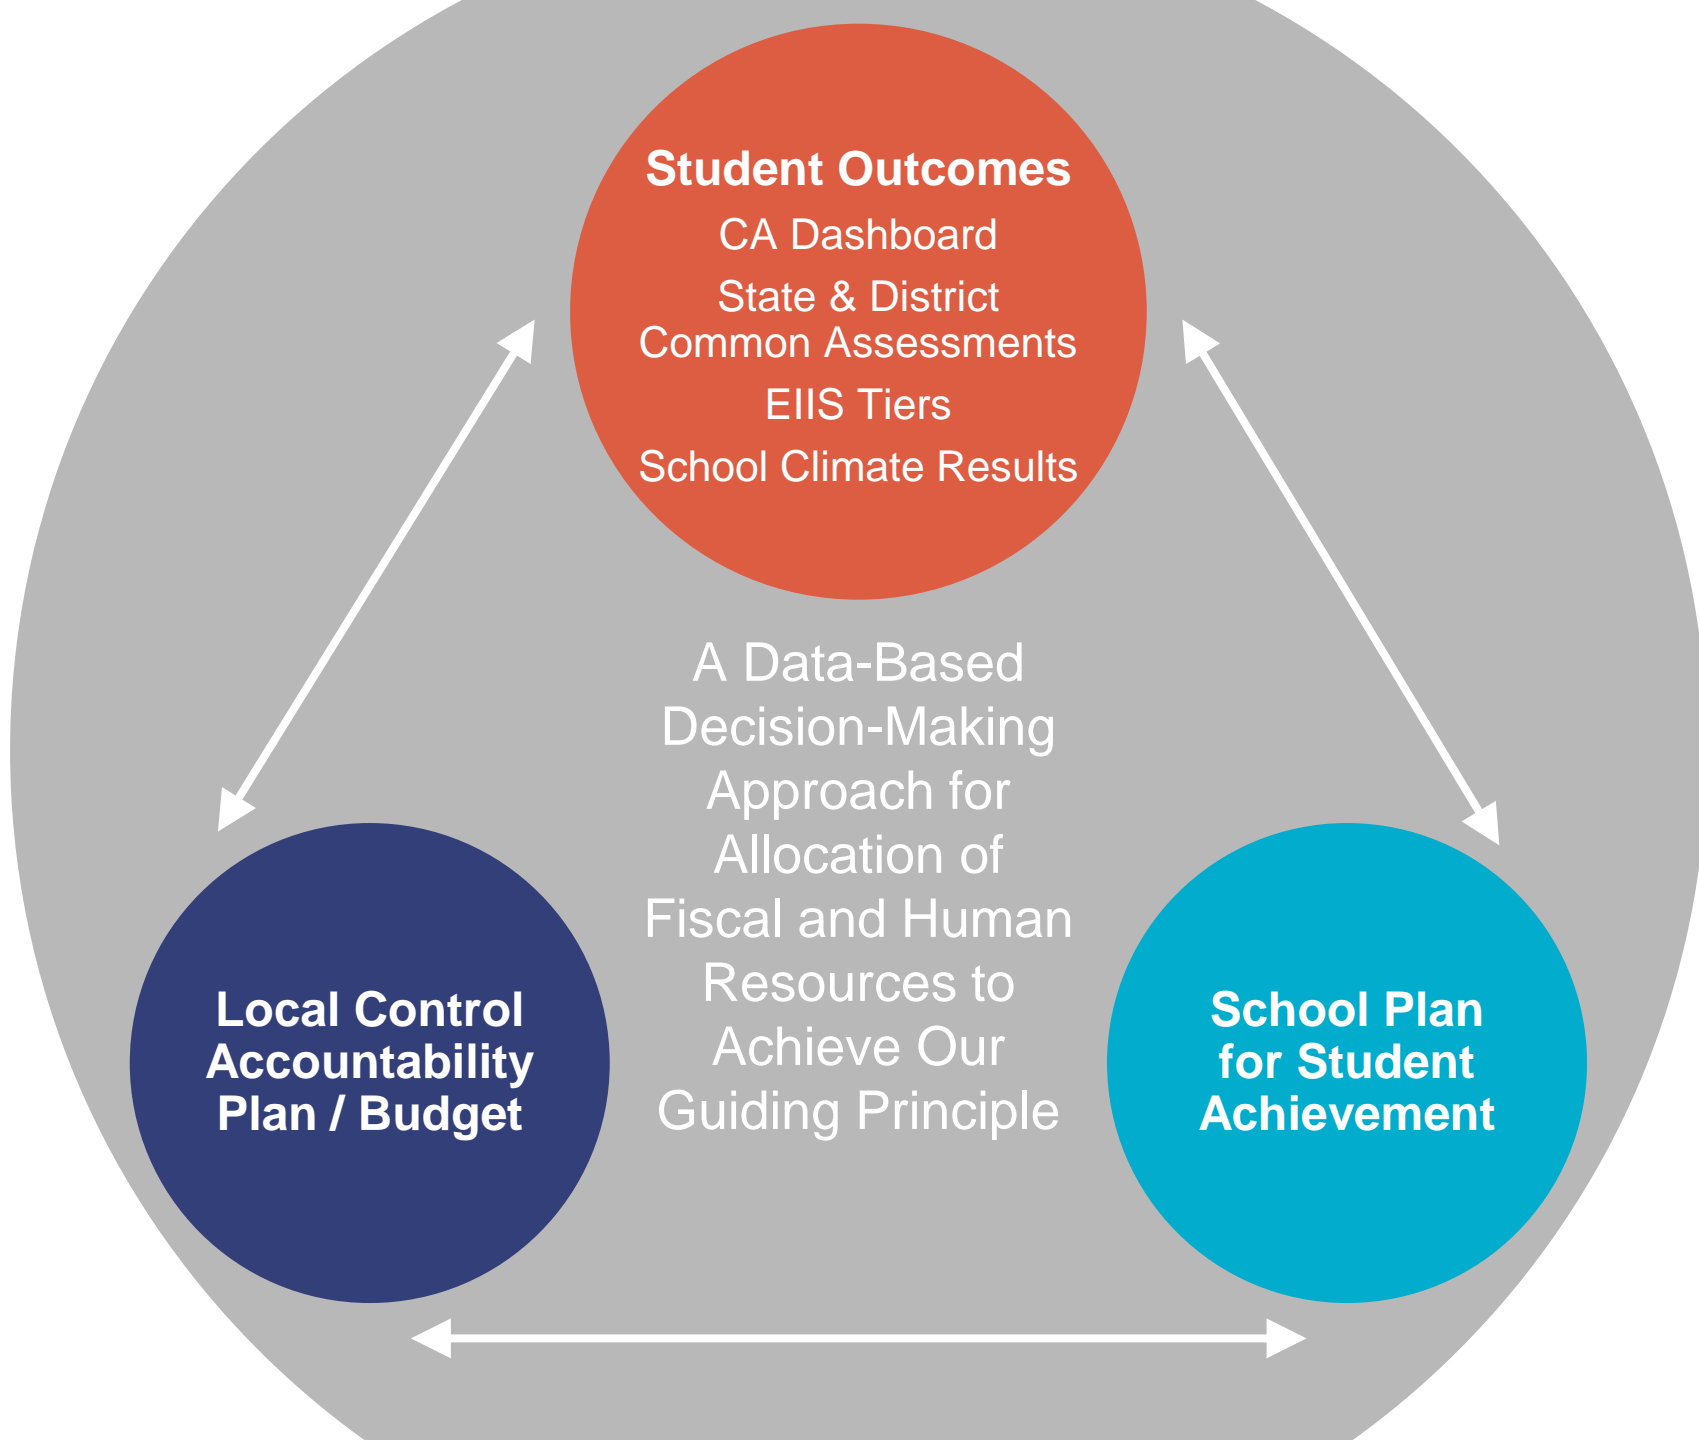 Student Outcomes
CA Dashboard
State & District
Common Assessments
EIIS Tiers
School Climate Results
A Data-Based
Decision-Making
Approach for
Allocation of
Fiscal and Human
Resources to
Achieve Our
Guiding Principle
Local Control
Accountability
Plan / Budget
School Plan
for Student
Achievement